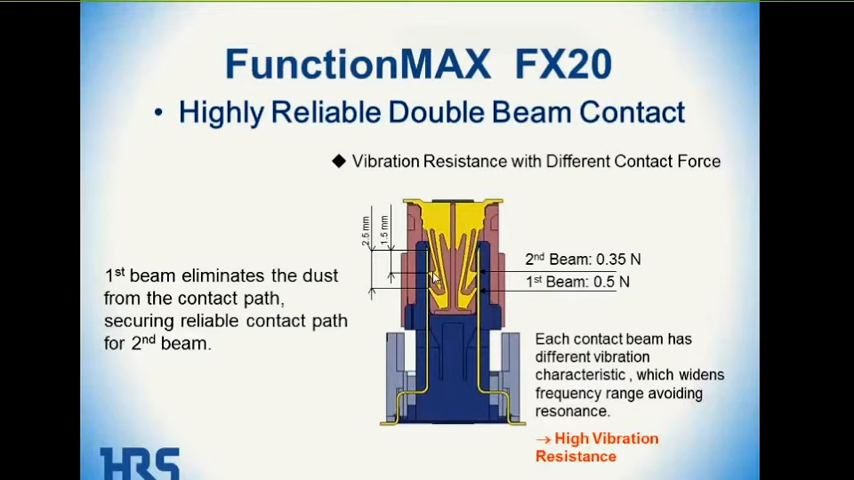 FunctionMAX FX20
• Highly Reliable Double Beam Contact
◆ Vibration Resistance with Different Contact Force
2.5 mm
1.5 mm
2nd Beam: 0.35 N
1st Beam: 0.5 N
1st beam eliminates the dust
from the contact path,
securing reliable contact path
for 2nd beam.
Each contact beam has
different vibration
characteristic , which widens
frequency range avoiding
resonance.
→ High Vibration
Resistance
HRS